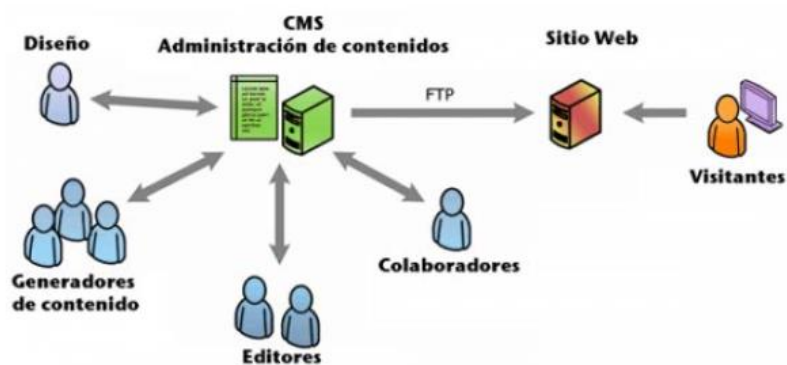 Diseño
CMS
Administración de contenidos
Sitio Web
FTP
Visitantes
Colaboradores
Generadores
de contenido
Editores